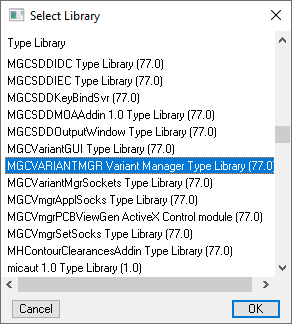 Select Library
Type Library
MGCSDDIDC Type Library (77.0)
MGCSDDIEC Type Library (77.0)
MGCSDDKeyBindSvr (77.0)
MGCSDDMOAAddin 1.0 Type Library (77.0)
MGCSDDOutputWindow Type Library (77.0)
MGCVariantGUI Type Library (77.0)
MGCVARIANTMGR Variant Manager Type Library (77.0)
MGCVariantMgrSockets Type Library (77.0)
MGCVmgrApplSocks Type Library (77.0)
MGCVmgrPCBViewGen ActiveX Control module (77.0)
MGCVmgrSetSocks Type Library (77.0)
MHContourClearancesAddin Type Library (77.0)
micaut 1.0 Type Library (1.0)
Cancel
OK